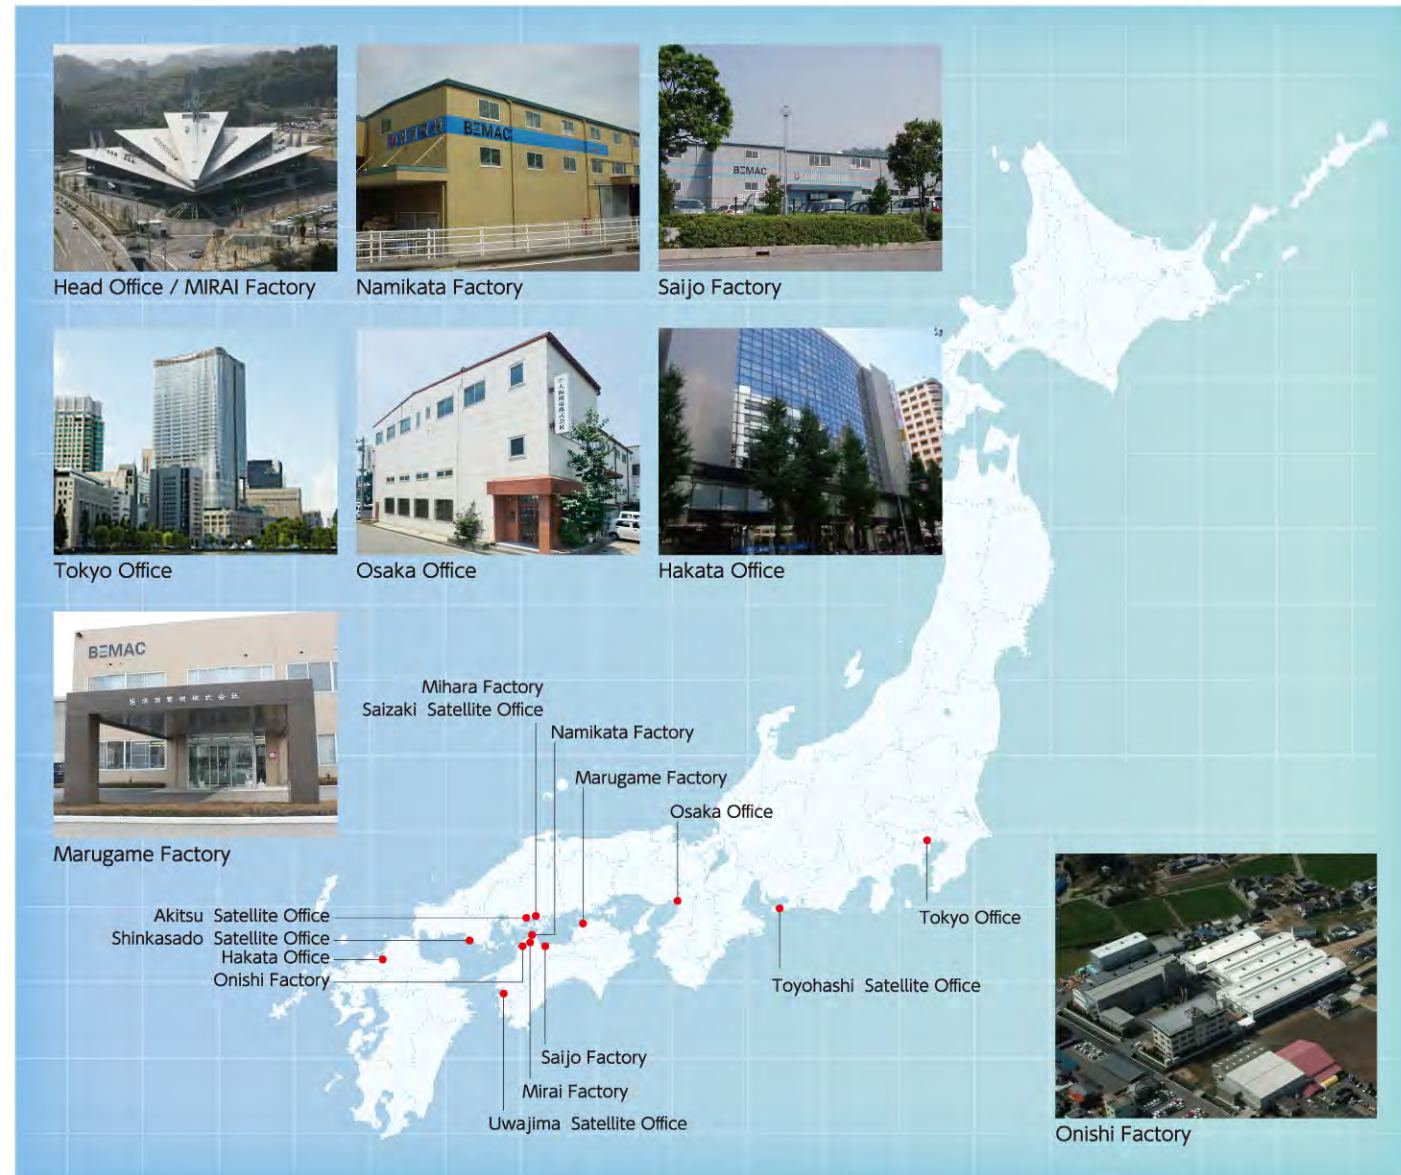 BEMAC
BEMAC
Head Office / MIRAI Factory
Namikata Factory
Saijo Factory
Tokyo Office
Osaka Office
Hakata Office
BEMAC
Marugame Factory
Mihara Factory
Saizaki Satellite Office
Namikata Factory
Marugame Factory
Osaka Office
Akitsu Satellite Office
Shinkasado Satellite Office
Hakata Office
Onishi Factory
Tokyo Office
Toyohashi Satellite Office
Saijo Factory
Mirai Factory
Uwajima Satellite Office
Onishi Factory